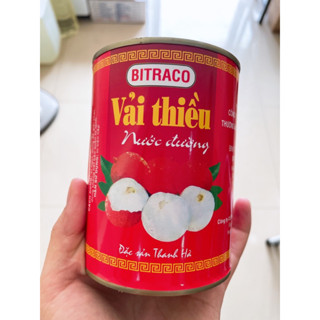 BITRACO
Vải thiều
Nước đường
Đặc sản Thanh Hà